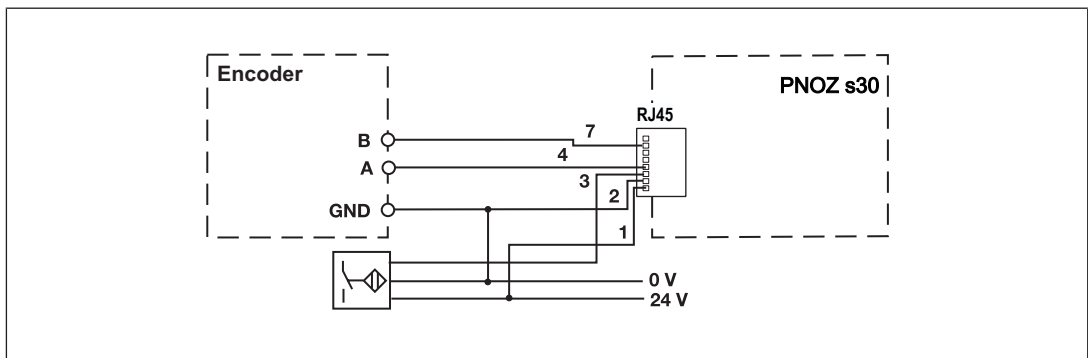 Encoder
PNOZ s30
RJ45
B
7
A
4
3
GND
2
1
0 V
24 V